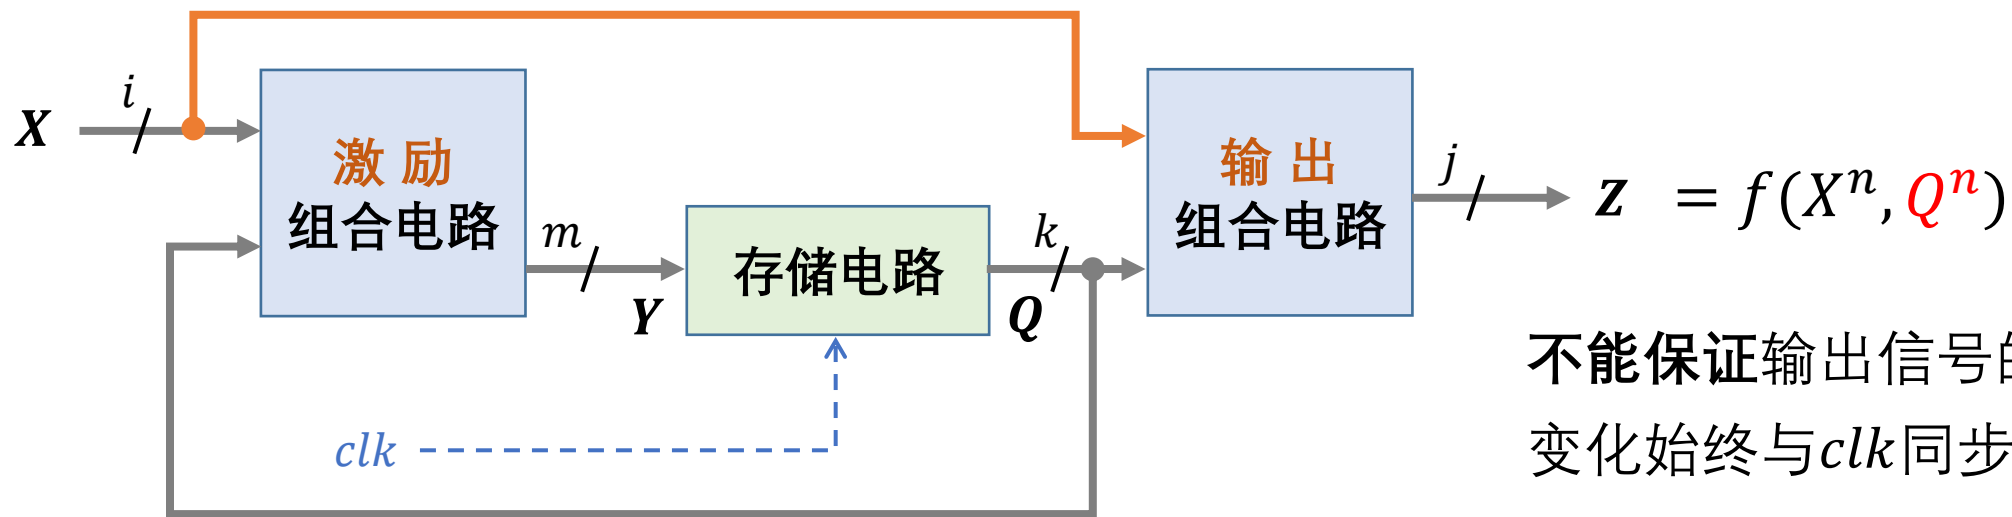 X
i
激 励
组合电路
m
Y
存储电路
k
Q
输 出
组合电路
j
Z = f(Xⁿ, Qⁿ)
clk
不能保证输出信号的
变化始终与clk同步